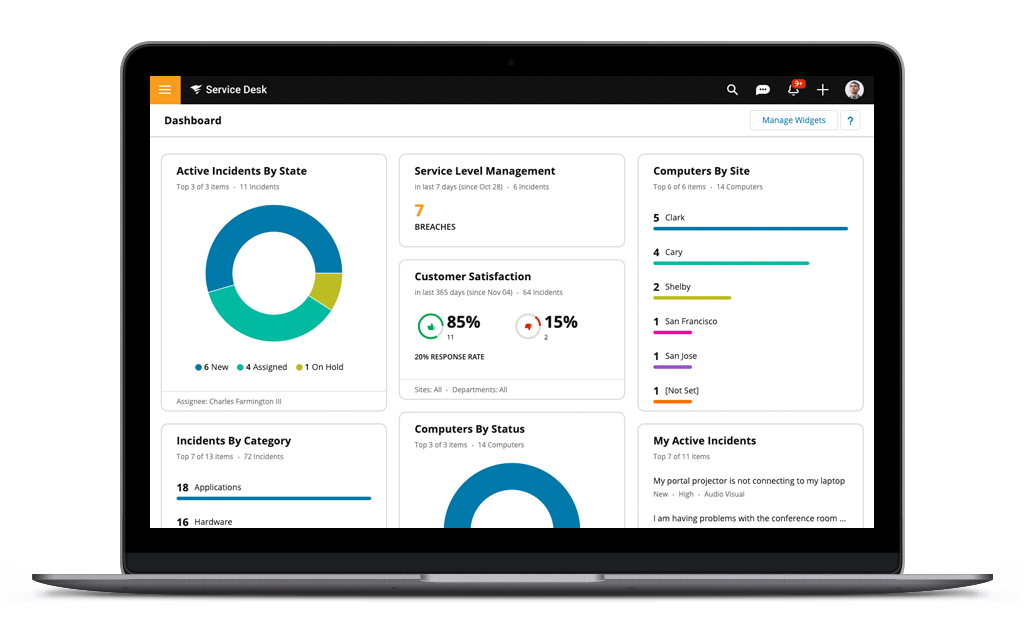 Service Desk
9+
Dashboard
Manage Widgets
?
Active Incidents By State
Top 3 of 3 items - 11 Incidents
6 New
4 Assigned
1 On Hold
Assignee: Charles Farmington III
Service Level Management
in last 7 days (since Oct 28) - 6 Incidents
7
BREACHES
Computers By Site
Top 6 of 6 items - 14 Computers
5 Clark
4 Cary
2 Shelby
1 San Francisco
1 San Jose
1 [Not Set]
Customer Satisfaction
in last 365 days (since Nov 04) - 64 Incidents
85%
11
15%
2
20% RESPONSE RATE
Sites: All - Departments: All
Incidents By Category
Top 7 of 13 items - 72 Incidents
18 Applications
16 Hardware
Computers By Status
Top 3 of 3 items - 14 Computers
My Active Incidents
Top 7 of 11 items
My portal projector is not connecting to my laptop
New - High - Audio Visual
I am having problems with the conference room ...